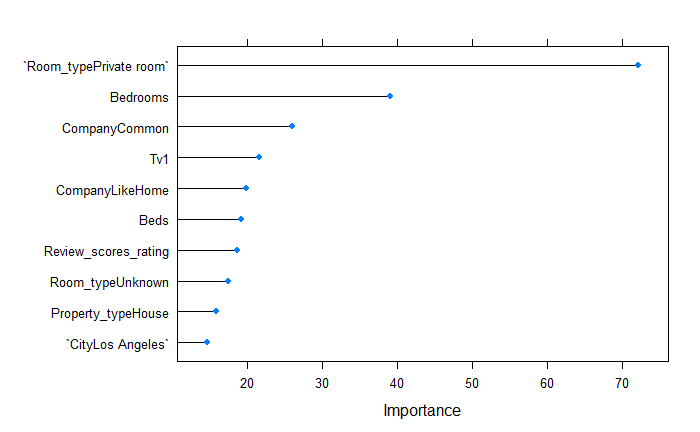 `Room_typePrivate room`
Bedrooms
CompanyCommon
Tv1
CompanyLikeHome
Beds
Review_scores_rating
Room_typeUnknown
Property_typeHouse
`CityLos Angeles`
20 30 40 50 60 70
Importance